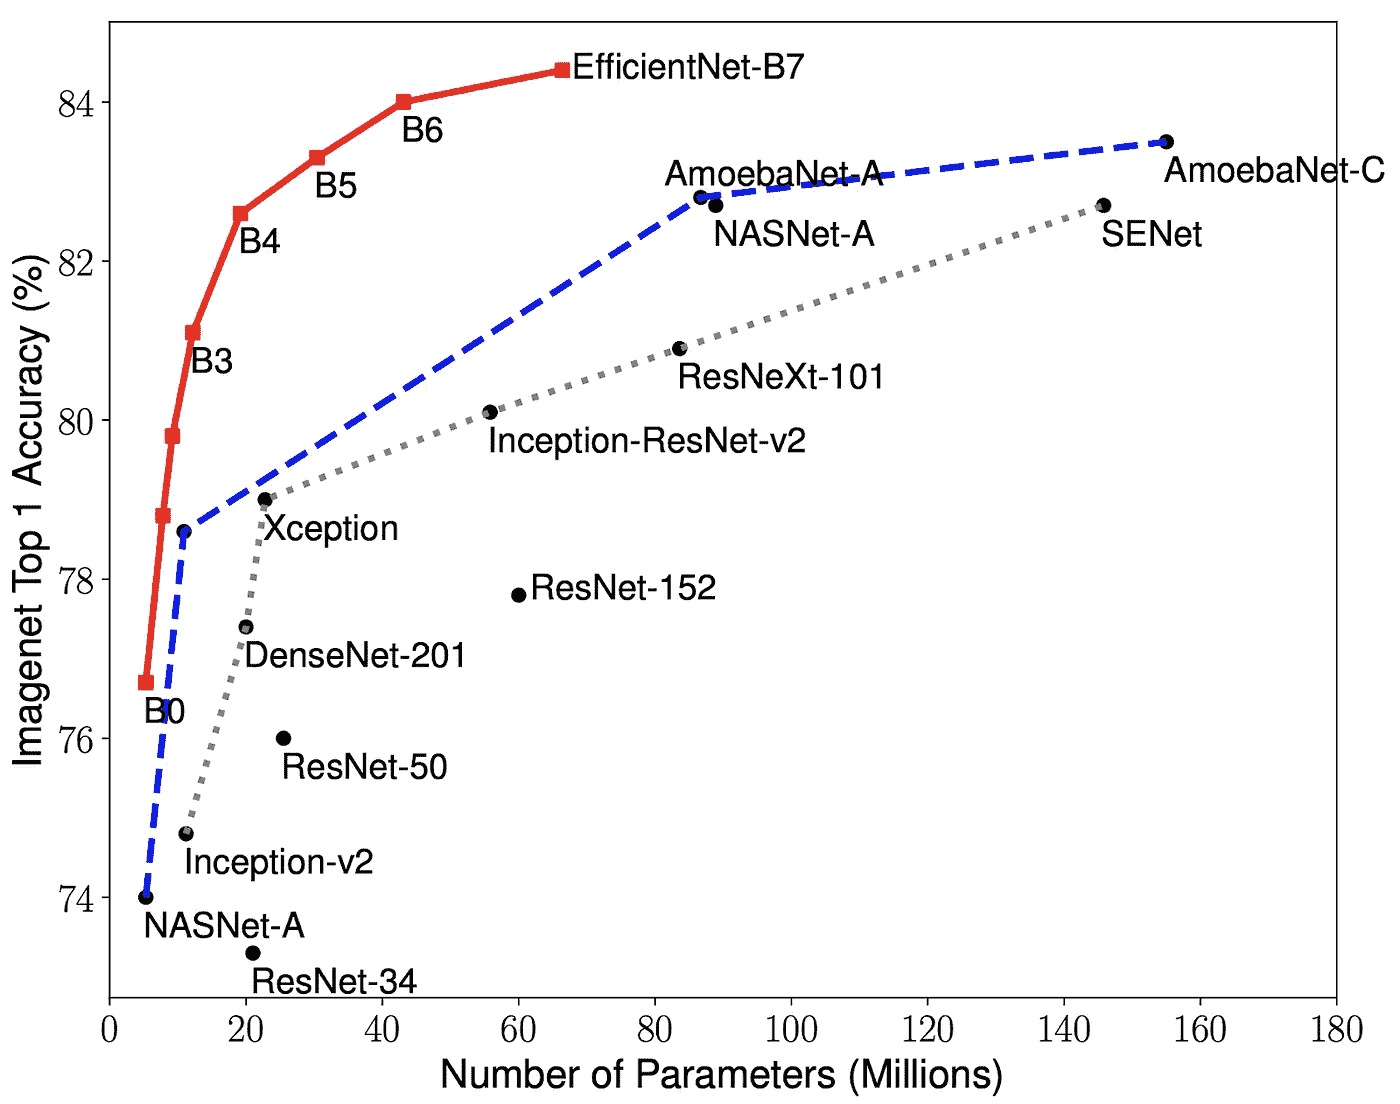 EfficientNet-B7
84
B6
AmoebaNet-A
AmoebaNet-C
B5
NASNet-A
SENet
B4
82
B3
ResNeXt-101
80
Inception-ResNet-v2
Xception
78
ResNet-152
DenseNet-201
B0
76
ResNet-50
Inception-v2
74
NASNet-A
ResNet-34
Imagenet Top 1 Accuracy (%)
0 20 40 60 80 100 120 140 160 180
Number of Parameters (Millions)